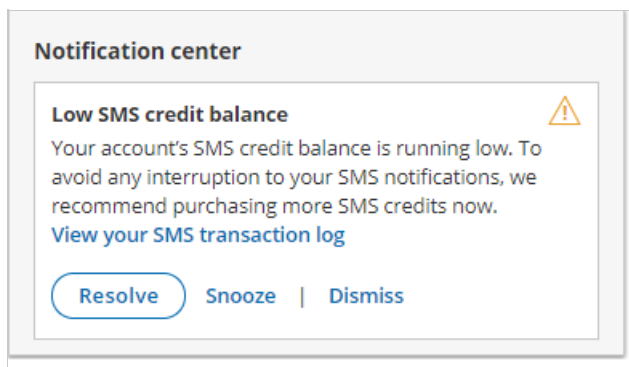 Notification center
Low SMS credit balance
Your account's SMS credit balance is running low. To
avoid any interruption to your SMS notifications, we
recommend purchasing more SMS credits now.
View your SMS transaction log
Resolve Snooze | Dismiss